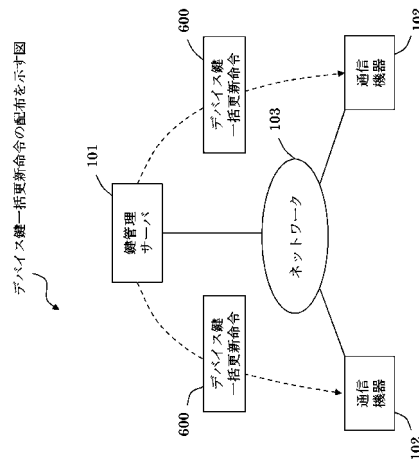 デバイス鍵一括更新命令の配布を示す図
101
鍵管理
サーバ
600
デバイス鍵
一括更新命令
600
デバイス鍵
一括更新命令
103
ネットワーク
102
通信
機器
102
通信
機器